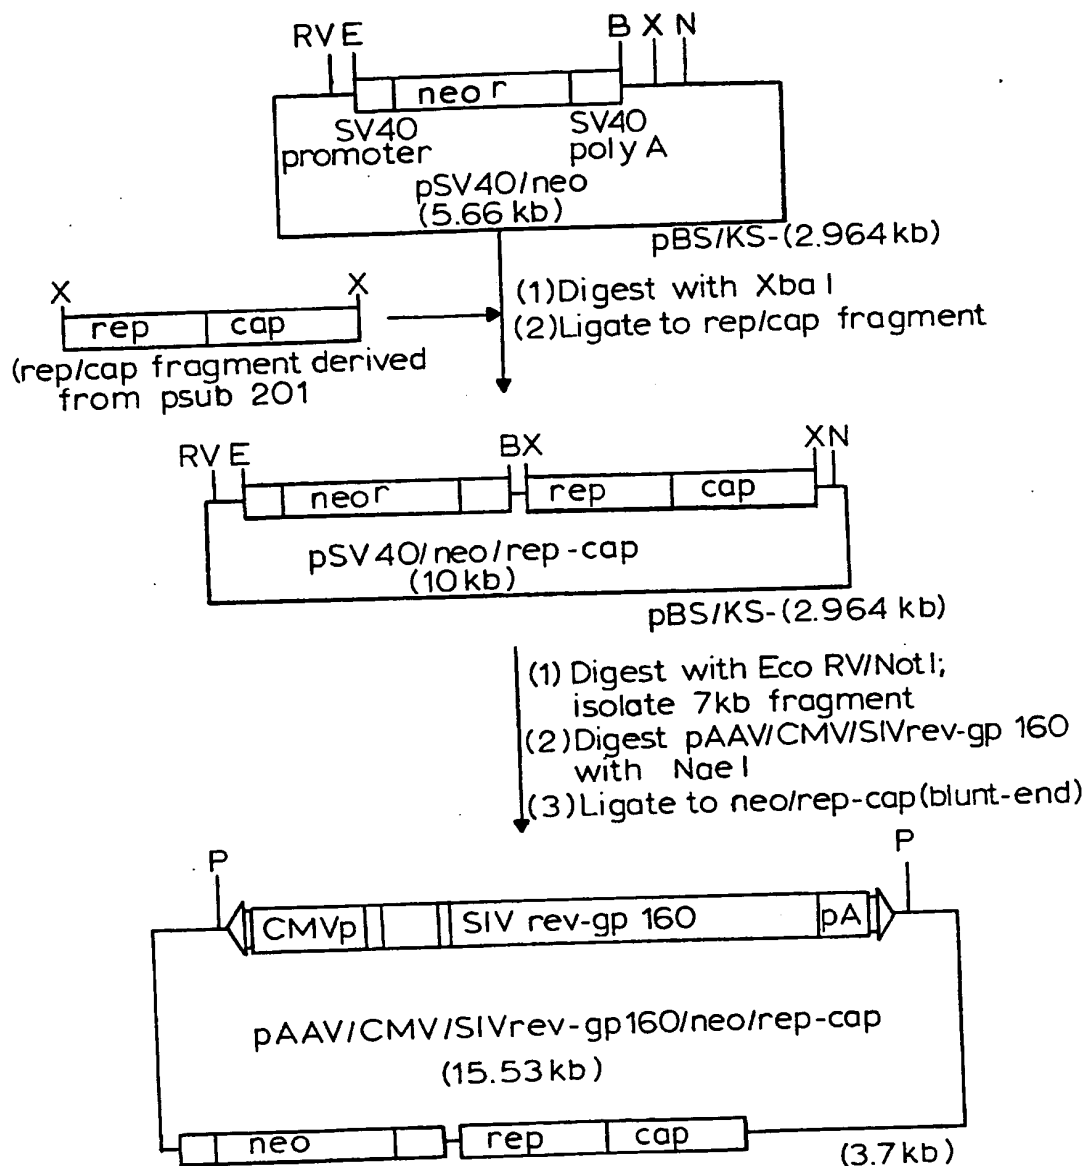 RV E B X N
neo r
SV40 promoter
SV40 poly A
pSV40/neo
(5.66 kb)
pBS/KS-(2.964 kb)
X X
rep cap
(rep/cap fragment derived
from psub 201
(1) Digest with Xba I
(2) Ligate to rep/cap fragment
RV E BX XN
neor rep cap
pSV40/neo/rep-cap
(10 kb)
pBS/KS-(2.964 kb)
(1) Digest with Eco RV/Not I;
isolate 7kb fragment
(2) Digest pAAV/CMV/SIVrev-gp 160
with Nae I
(3) Ligate to neo/rep-cap (blunt-end)
P P
CMVp SIV rev-gp 160 pA
pAAV/CMV/SIVrev-gp160/neo/rep-cap
(15.53 kb)
neo rep cap
(3.7 kb)